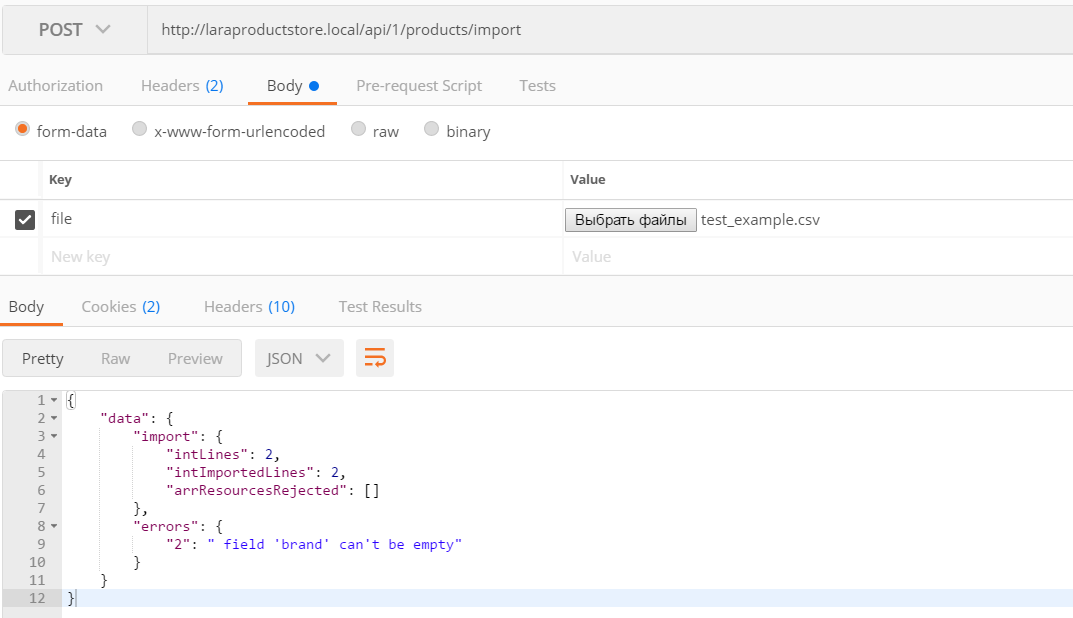 POST http://laraproductstore.local/api/1/products/import
Authorization Headers (2) Body Pre-request Script Tests
form-data x-www-form-urlencoded raw binary
Key Value
file Выбрать файлы test_example.csv
New key Value
Body Cookies (2) Headers (10) Test Results
Pretty Raw Preview JSON
1 {
2 "data": {
3 "import": {
4 "intLines": 2,
5 "intImportedLines": 2,
6 "arrResourcesRejected": []
7 },
8 "errors": {
9 "2": " field 'brand' can't be empty"
10 }
11 }
12 }